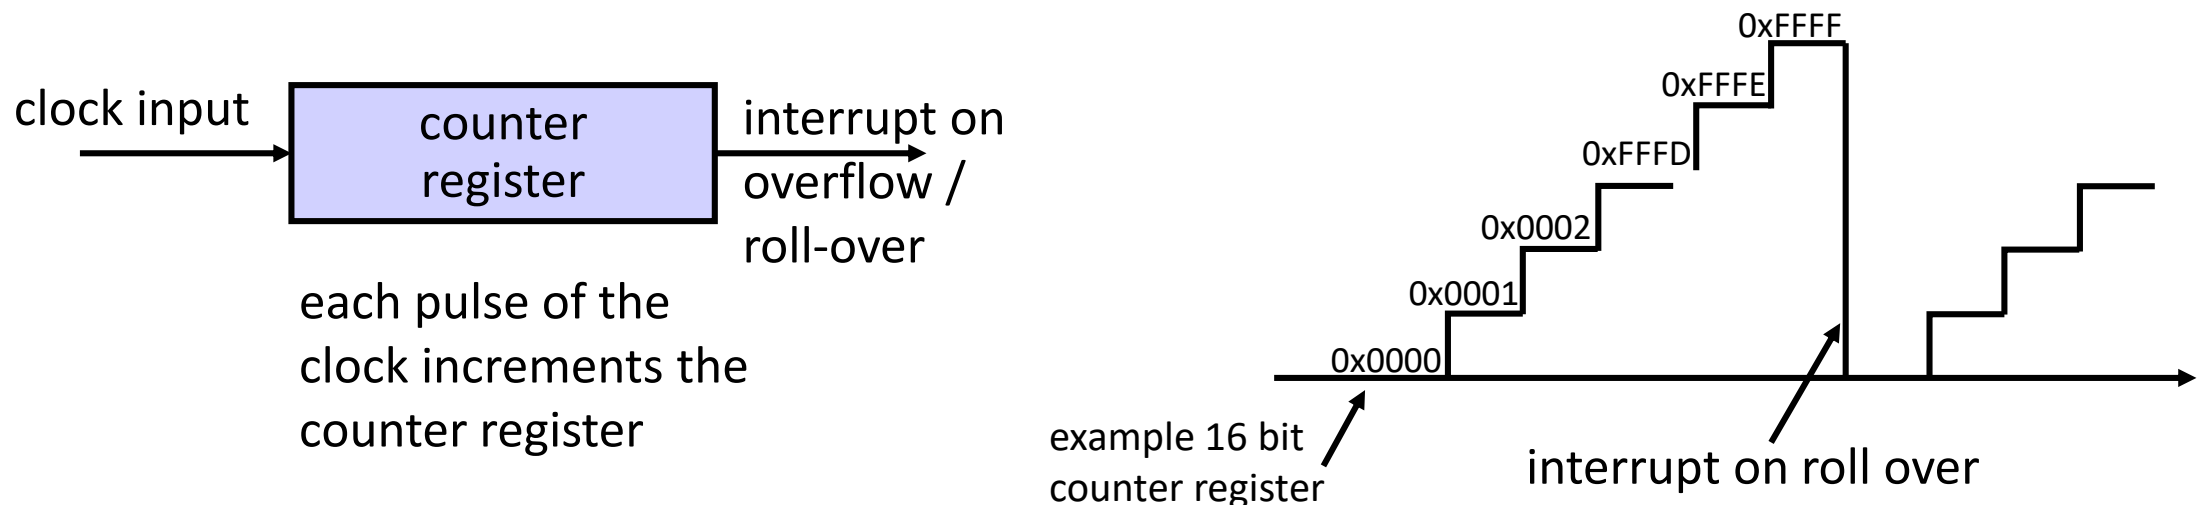 clock input
counter
register
interrupt on
overflow /
roll-over
each pulse of the
clock increments the
counter register
0xFFFF
0xFFFE
0xFFFD
0x0002
0x0001
0x0000
example 16 bit
counter register
interrupt on roll over